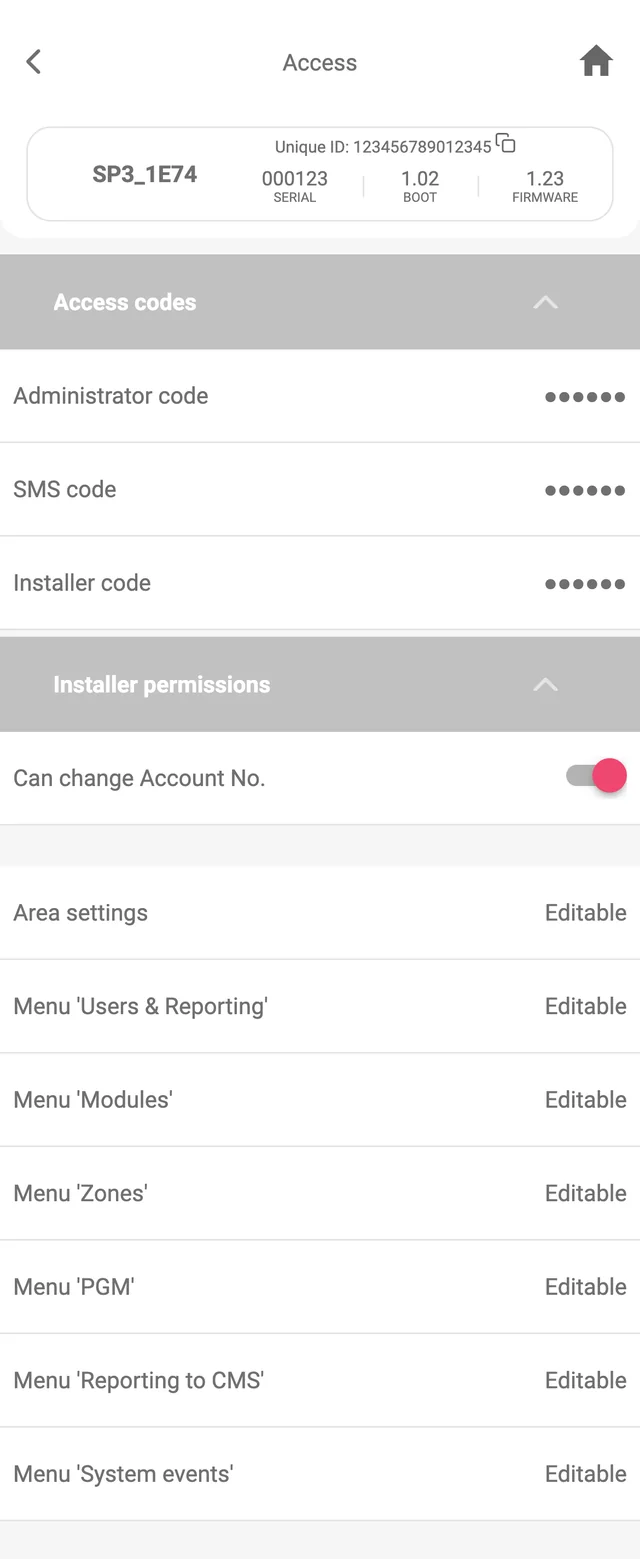 Access
Unique ID: 123456789012345
SP3_1E74
000123 1.02 1.23
SERIAL BOOT FIRMWARE
Access codes
Administrator code ●●●●●●
SMS code ●●●●●●
Installer code ●●●●●●
Installer permissions
Can change Account No.
Area settings Editable
Menu 'Users & Reporting' Editable
Menu 'Modules' Editable
Menu 'Zones' Editable
Menu 'PGM' Editable
Menu 'Reporting to CMS' Editable
Menu 'System events' Editable